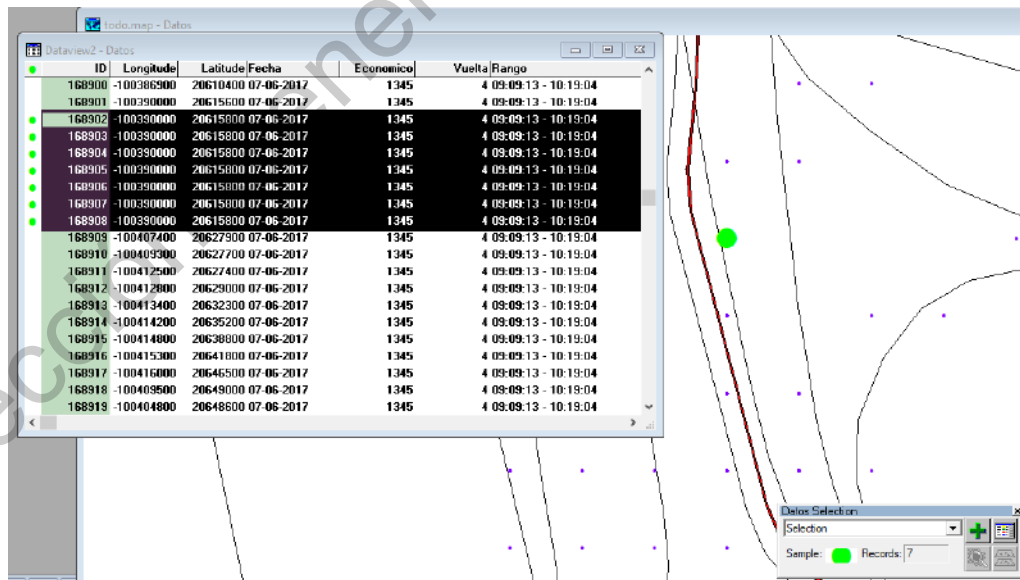 todo.map - Datos
Dataview2 - Datos
ID Longitude Latitude Fecha Economico Vuelta Rango
168900 -100386900 20610400 07-06-2017 1345 4 09:09:13 - 10:19:04
168901 -100390000 20615600 07-06-2017 1345 4 09:09:13 - 10:19:04
168902 -100390000 20615800 07-06-2017 1345 4 09:09:13 - 10:19:04
168903 -100390000 20615800 07-06-2017 1345 4 09:09:13 - 10:19:04
168904 -100390000 20615800 07-06-2017 1345 4 09:09:13 - 10:19:04
168905 -100390000 20615800 07-06-2017 1345 4 09:09:13 - 10:19:04
168906 -100390000 20615800 07-06-2017 1345 4 09:09:13 - 10:19:04
168907 -100390000 20615800 07-06-2017 1345 4 09:09:13 - 10:19:04
168908 -100390000 20615800 07-06-2017 1345 4 09:09:13 - 10:19:04
168909 -100407400 20627900 07-06-2017 1345 4 09:09:13 - 10:19:04
168910 -100409300 20627700 07-06-2017 1345 4 09:09:13 - 10:19:04
168911 -100412500 20627400 07-06-2017 1345 4 09:09:13 - 10:19:04
168912 -100412800 20629000 07-06-2017 1345 4 09:09:13 - 10:19:04
168913 -100413400 20632300 07-06-2017 1345 4 09:09:13 - 10:19:04
168914 -100414200 20635200 07-06-2017 1345 4 09:09:13 - 10:19:04
168915 -100414800 20638800 07-06-2017 1345 4 09:09:13 - 10:19:04
168916 -100415300 20641800 07-06-2017 1345 4 09:09:13 - 10:19:04
168917 -100416000 20646500 07-06-2017 1345 4 09:09:13 - 10:19:04
168918 -100409500 20649000 07-06-2017 1345 4 09:09:13 - 10:19:04
168919 -100404800 20648600 07-06-2017 1345 4 09:09:13 - 10:19:04
Datos Selection
Selection
Sample: Records: 7